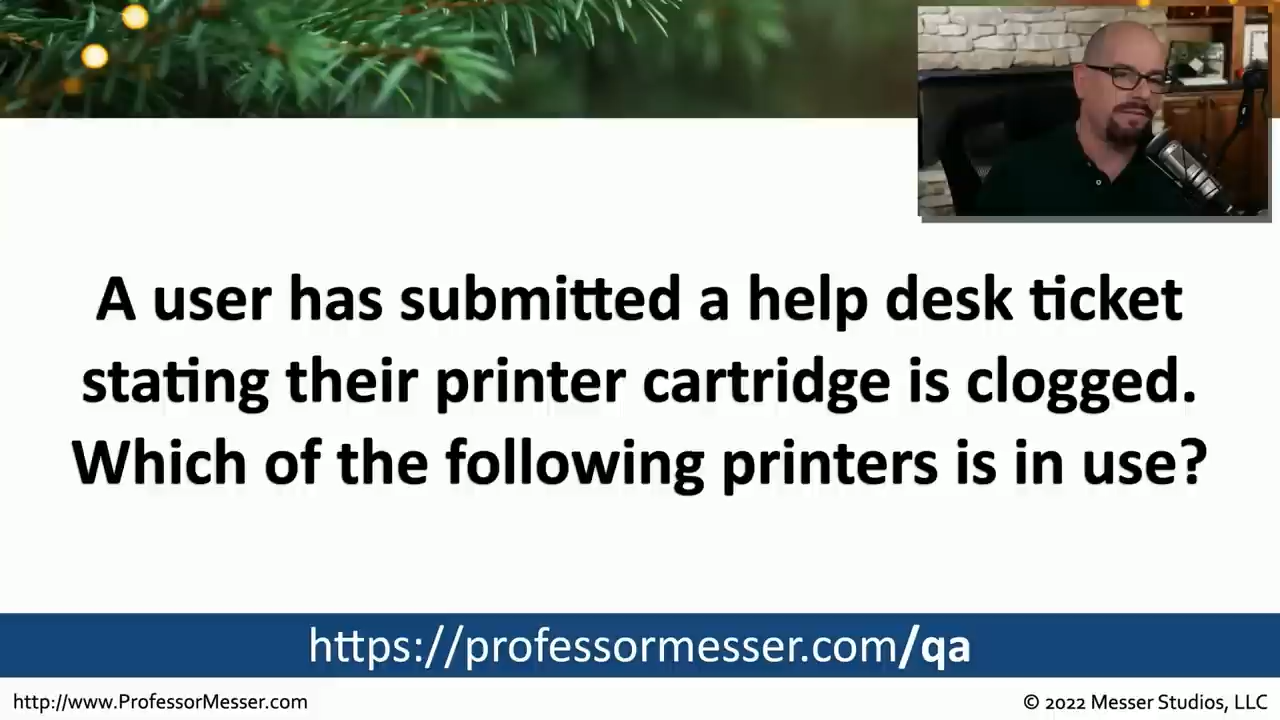 A user has submitted a help desk ticket
stating their printer cartridge is clogged.
Which of the following printers is in use?
https://professormesser.com/qa
http://www.ProfessorMesser.com
© 2022 Messer Studios, LLC